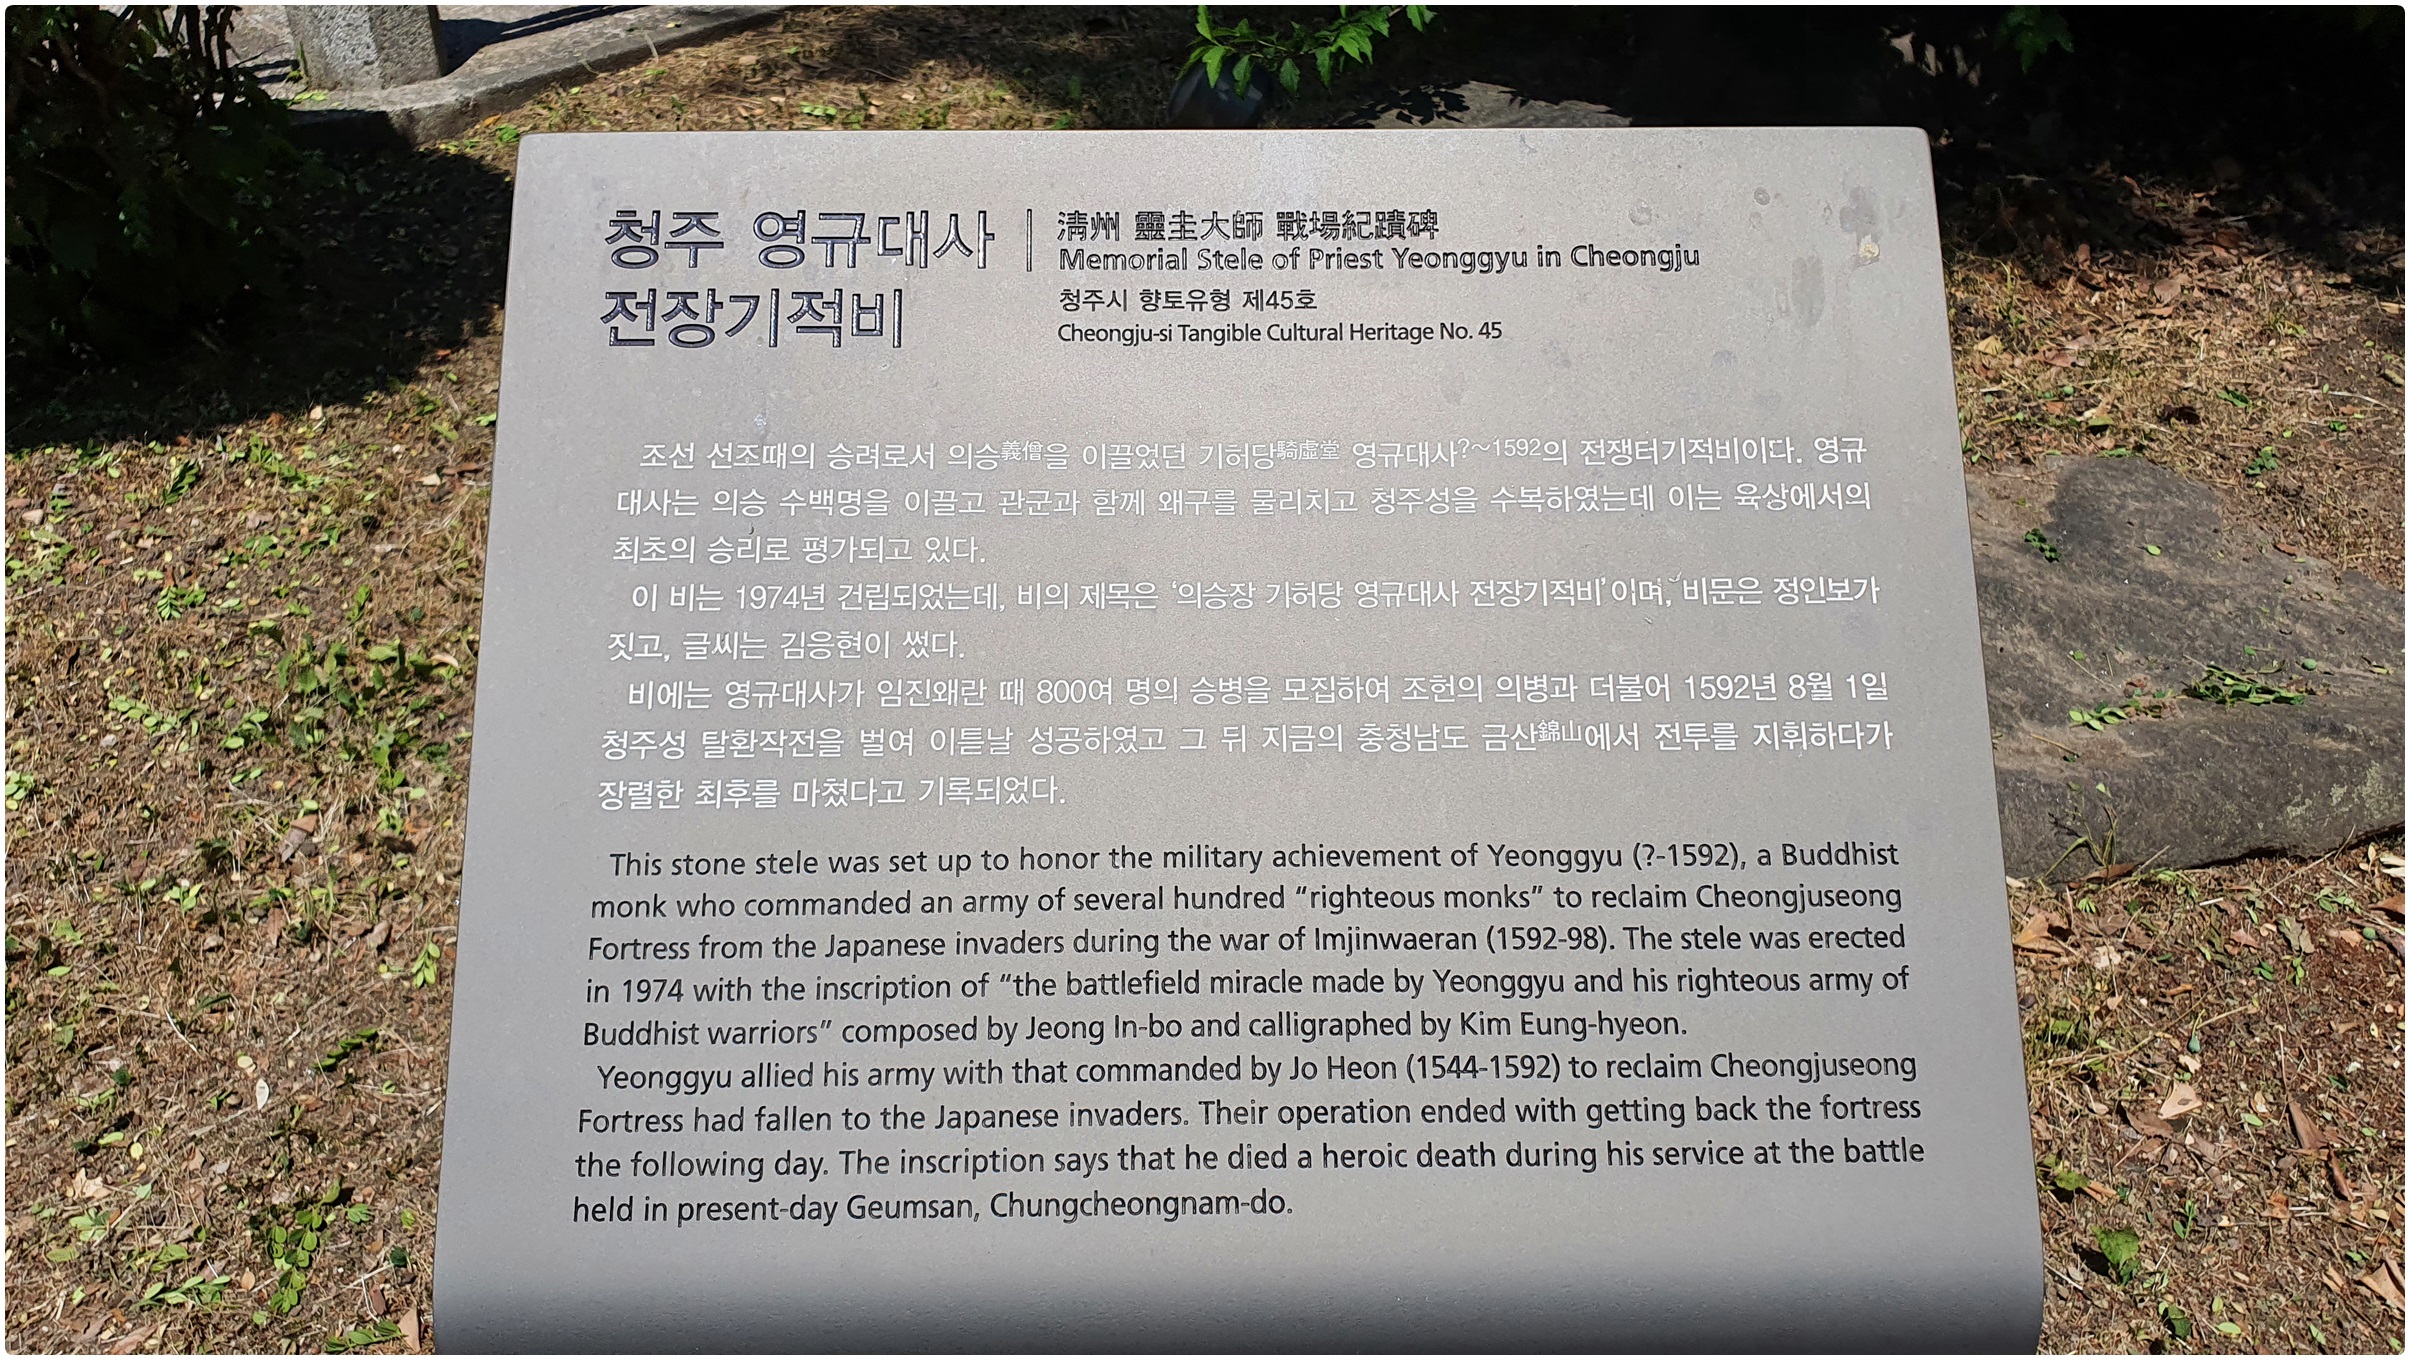 청주 영규대사
전장기적비
淸州 靈圭大師 戰場紀蹟碑
Memorial Stele of Priest Yeonggyu in Cheongju
청주시 향토유형 제45호
Cheongju-si Tangible Cultural Heritage No. 45
조선 선조때의 승려로서 의승義僧을 이끌었던 기허당騎虛堂 영규대사?~1592의 전쟁터기적비이다. 영규
대사는 의승 수백명을 이끌고 관군과 함께 왜구를 물리치고 청주성을 수복하였는데 이는 육상에서의
최초의 승리로 평가되고 있다.
이 비는 1974년 건립되었는데, 비의 제목은 ‘의승장 기허당 영규대사 전장기적비’이며, 비문은 정인보가
짓고, 글씨는 김응현이 썼다.
비에는 영규대사가 임진왜란 때 800여 명의 승병을 모집하여 조헌의 의병과 더불어 1592년 8월 1일
청주성 탈환작전을 벌여 이튿날 성공하였고 그 뒤 지금의 충청남도 금산錦山에서 전투를 지휘하다가
장렬한 최후를 마쳤다고 기록되었다.
This stone stele was set up to honor the military achievement of Yeonggyu (?-1592), a Buddhist
monk who commanded an army of several hundred “righteous monks” to reclaim Cheongjuseong
Fortress from the Japanese invaders during the war of Imjinwaeran (1592-98). The stele was erected
in 1974 with the inscription of “the battlefield miracle made by Yeonggyu and his righteous army of
Buddhist warriors” composed by Jeong In-bo and calligraphed by Kim Eung-hyeon.
Yeonggyu allied his army with that commanded by Jo Heon (1544-1592) to reclaim Cheongjuseong
Fortress had fallen to the Japanese invaders. Their operation ended with getting back the fortress
the following day. The inscription says that he died a heroic death during his service at the battle
held in present-day Geumsan, Chungcheongnam-do.